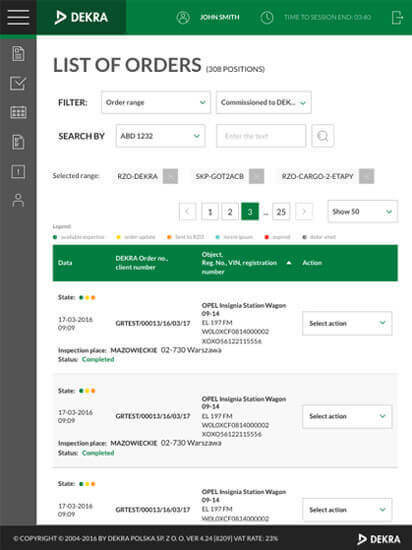 DEKRA
JOHN SMITH
TIME TO SESSION END: 03:40
LIST OF ORDERS (308 POSITIONS)
FILTER:
Order range
Commissioned to DEK...
SEARCH BY
ABD 1232
Enter the text
Selected range:
RZO-DEKRA
SKP-GOT2ACB
RZO-CARGO-2-ETAPY
1 2 3 ... 25
Show 50
Legend:
available expertise
order update
Sent to RZO
lorem ipsum
expired
dolor amet
Data
DEKRA Order no.,
client number
Object,
Reg. No., VIN, registration
number
Action
State:
17-03-2016
09:09
GRTEST/00013/16/03/17
OPEL Insignia Station Wagon
09-14
EL 197 FM
W0L0XCF0814000002
XOXO56122115556
Select action
Inspection place: MAZOWIECKIE 02-730 Warszawa
Status: Completed
State:
17-03-2016
09:09
GRTEST/00013/16/03/17
OPEL Insignia Station Wagon
09-14
EL 197 FM
W0L0XCF0814000002
XOXO56122115556
Select action
Inspection place: MAZOWIECKIE 02-730 Warszawa
Status: Completed
State:
17-03-2016
09:09
GRTEST/00013/16/03/17
OPEL Insignia Station Wagon
09-14
EL 197 FM
W0L0XCF0814000002
Select action
© COPYRIGHT © 2004-2016 BY DEKRA POLSKA SP. Z O. O. VER 4.24 [8209] VAT RATE: 23%
DEKRA